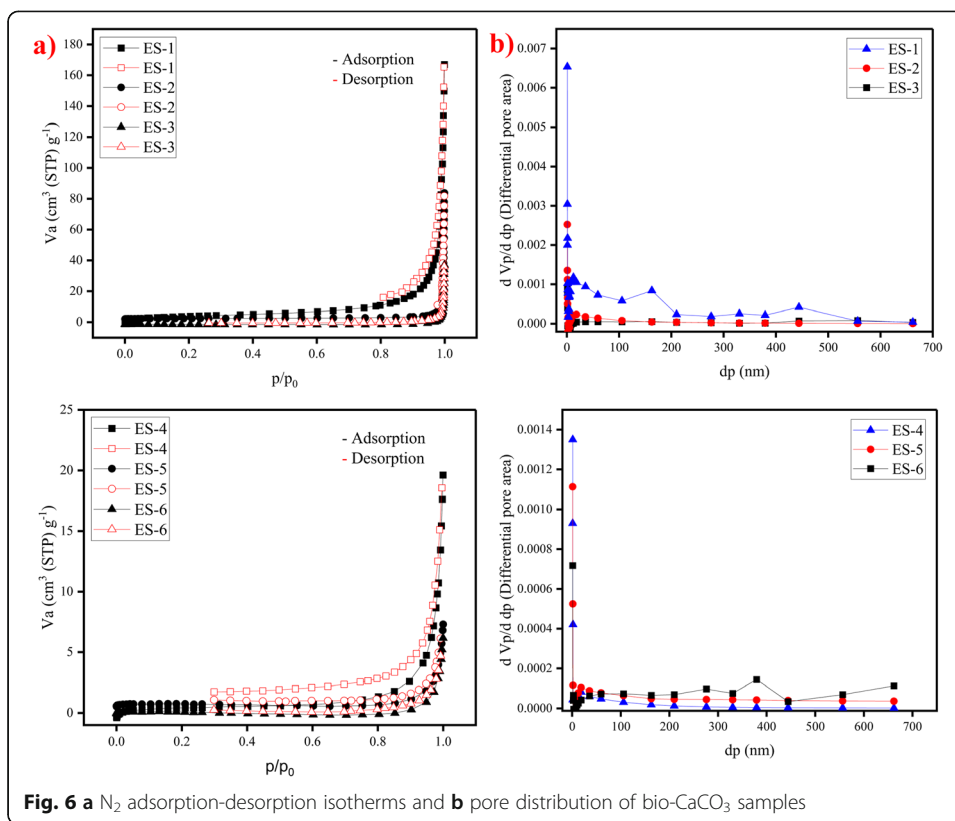 a)
ES-1
ES-1
ES-2
ES-2
ES-3
ES-3
- Adsorption
- Desorption
Va (cm³ (STP) g⁻¹)
180
160
140
120
100
80
60
40
20
0
0.0 0.2 0.4 0.6 0.8 1.0
p/p₀
b)
ES-1
ES-2
ES-3
d Vp/d dp (Differential pore area)
0.007
0.006
0.005
0.004
0.003
0.002
0.001
0.000
0 100 200 300 400 500 600 700
dp (nm)
ES-4
ES-4
ES-5
ES-5
ES-6
ES-6
- Adsorption
- Desorption
Va (cm³ (STP) g⁻¹)
25
20
15
10
5
0
0.0 0.2 0.4 0.6 0.8 1.0
p/p₀
ES-4
ES-5
ES-6
d Vp/d dp (Differential pore area)
0.0014
0.0012
0.0010
0.0008
0.0006
0.0004
0.0002
0.0000
0 100 200 300 400 500 600 700
dp (nm)
Fig. 6 a N₂ adsorption-desorption isotherms and b pore distribution of bio-CaCO₃ samples